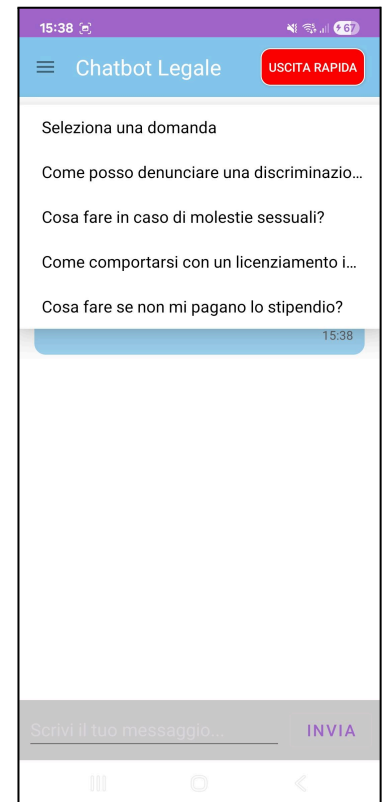 15:38 67
Chatbot Legale USCITA RAPIDA
Seleziona una domanda
Come posso denunciare una discriminazio...
Cosa fare in caso di molestie sessuali?
Come comportarsi con un licenziamento i...
Cosa fare se non mi pagano lo stipendio?
15:38
Scrivi il tuo messaggio... INVIA